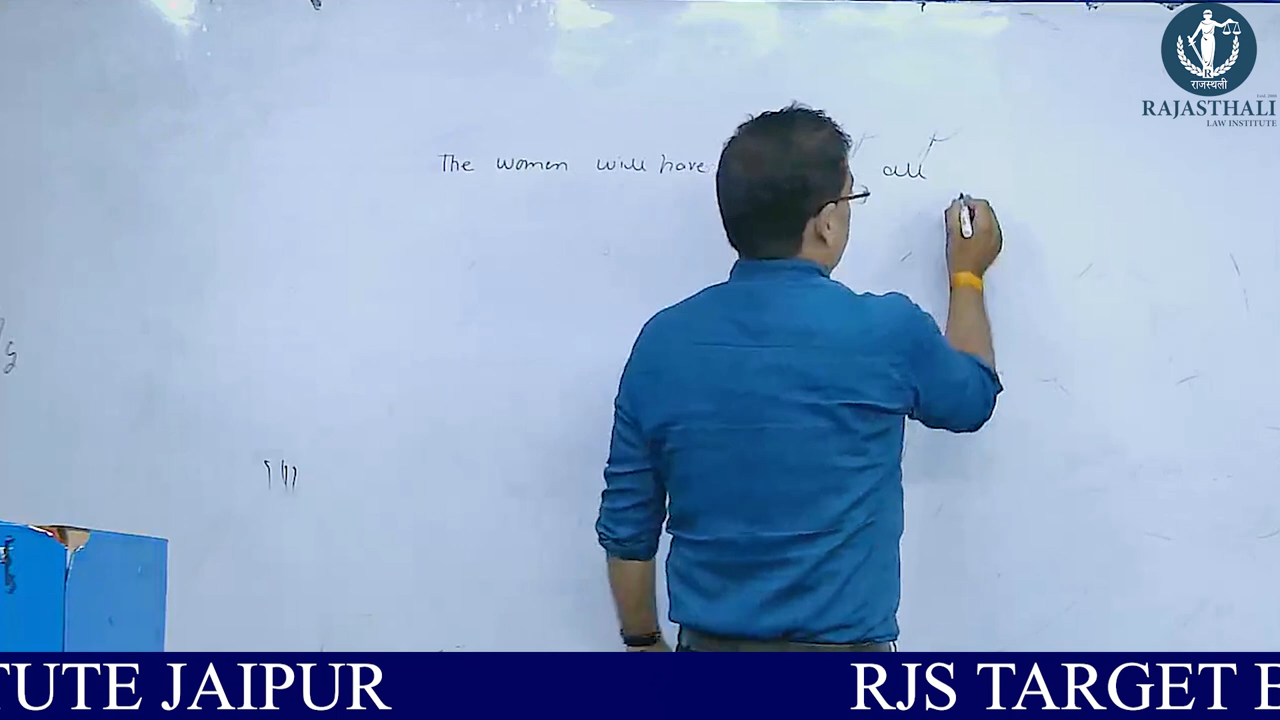 राजस्थली
RAJASTHALI
LAW INSTITUTE
The women will have all
TUTE JAIPUR RJS TARGET E